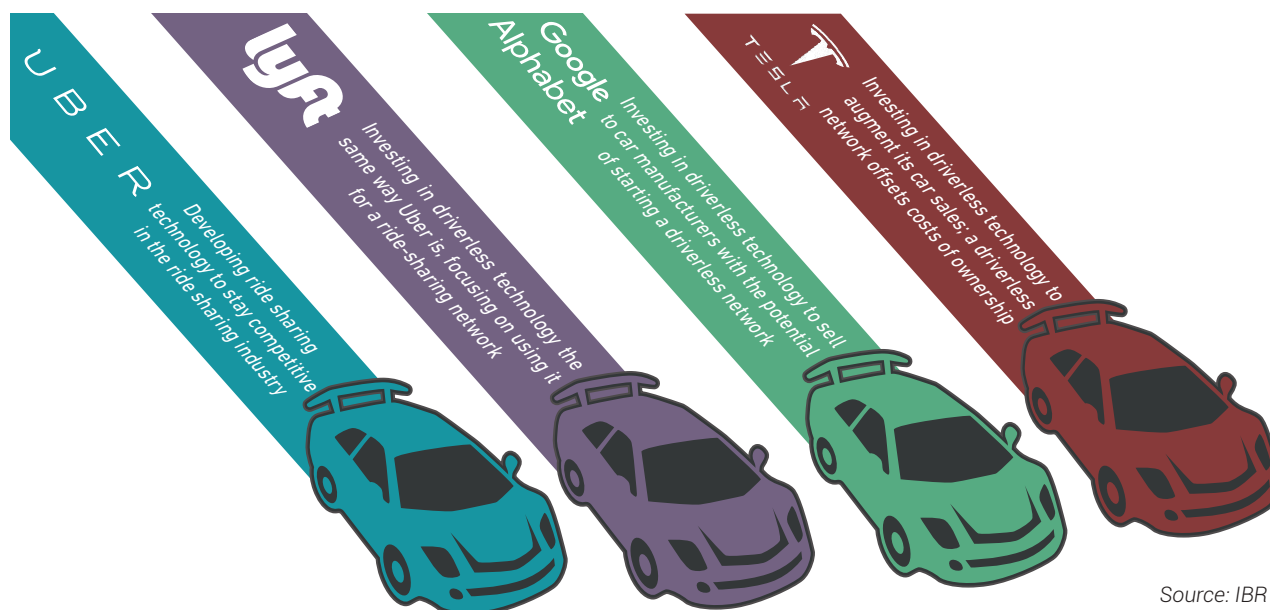 UBER
Developing ride sharing
technology to stay competitive
in the ride sharing industry
lyft
Investing in driverless technology the
same way Uber is, focusing on using it
for a ride-sharing network
Google
Alphabet
Investing in driverless technology to sell
to car manufacturers with the potential
of starting a driverless network
TESLA
Investing in driverless technology to
augment its car sales; a driverless
network offsets costs of ownership
Source: IBR